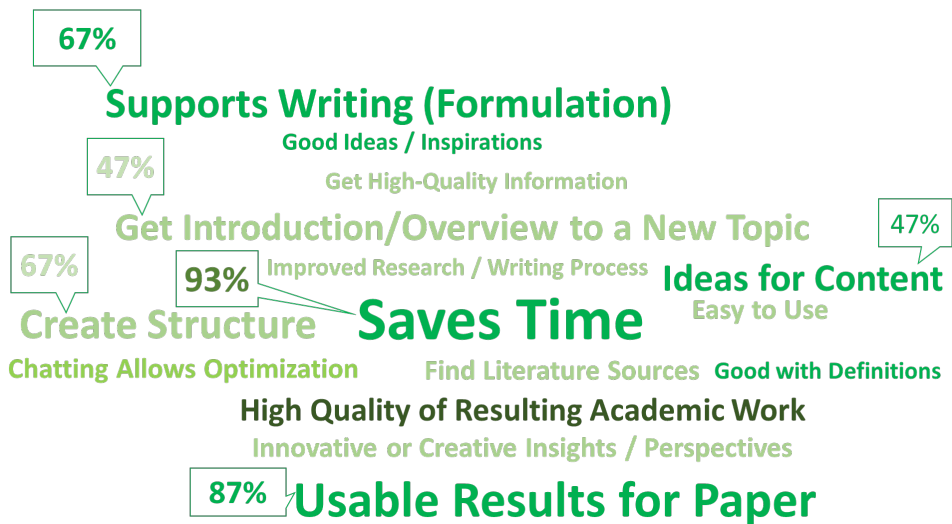 67%
Supports Writing (Formulation)
Good Ideas / Inspirations
47%
Get High-Quality Information
Get Introduction/Overview to a New Topic
47%
67%
93%
Improved Research / Writing Process
Ideas for Content
Easy to Use
Create Structure
Saves Time
Chatting Allows Optimization
Find Literature Sources
Good with Definitions
High Quality of Resulting Academic Work
Innovative or Creative Insights / Perspectives
87%
Usable Results for Paper